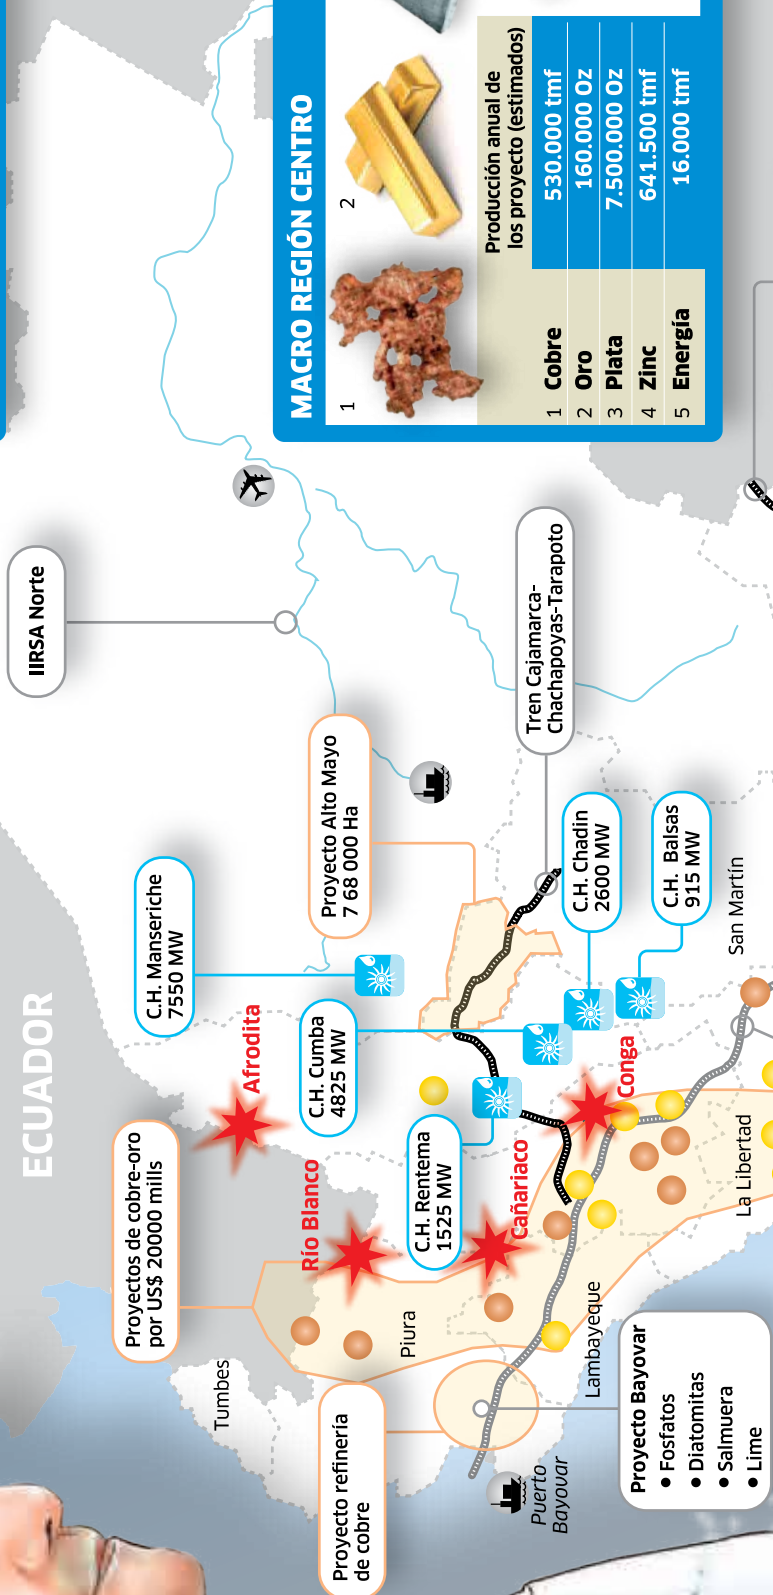 ECUADOR
IIRSA Norte
C.H. Manseriche
7550 MW
Proyectos de cobre-oro
por US$ 20000 mills
Afrodita
Tumbes
Río Blanco
C.H. Cumba
4825 MW
Proyecto Alto Mayo
7 68 000 Ha
Proyecto refinería
de cobre
Piura
C.H. Rentema
1525 MW
Cañariaco
Tren Cajamarca-
Chachapoyas-Tarapoto
Puerto
Bayovar
Lambayeque
Conga
C.H. Chadin
2600 MW
C.H. Balsas
915 MW
San Martín
La Libertad
Proyecto Bayovar
• Fosfatos
• Diatomitas
• Salmuera
• Lime
MACRO REGIÓN CENTRO
1
2
Producción anual de
los proyecto (estimados)
1 Cobre 530.000 tmf
2 Oro 160.000 Oz
3 Plata 7.500.000 Oz
4 Zinc 641.500 tmf
5 Energía 16.000 tmf